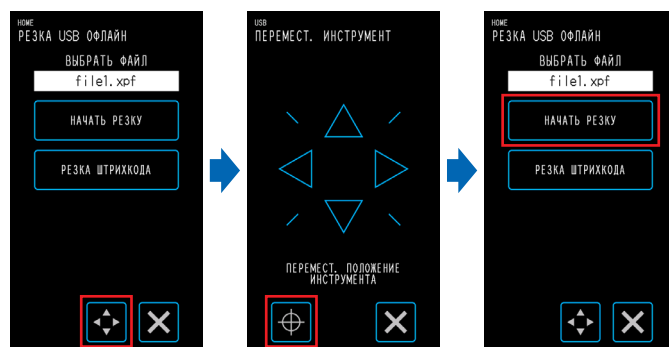 HOME
РЕЗКА USB ОФЛАЙН
ВЫБРАТЬ ФАЙЛ
file1.xpf
НАЧАТЬ РЕЗКУ
РЕЗКА ШТРИХКОДА
USB
ПЕРЕМЕСТ. ИНСТРУМЕНТ
ПЕРЕМЕСТ. ПОЛОЖЕНИЕ
ИНСТРУМЕНТА
HOME
РЕЗКА USB ОФЛАЙН
ВЫБРАТЬ ФАЙЛ
file1.xpf
НАЧАТЬ РЕЗКУ
РЕЗКА ШТРИХКОДА